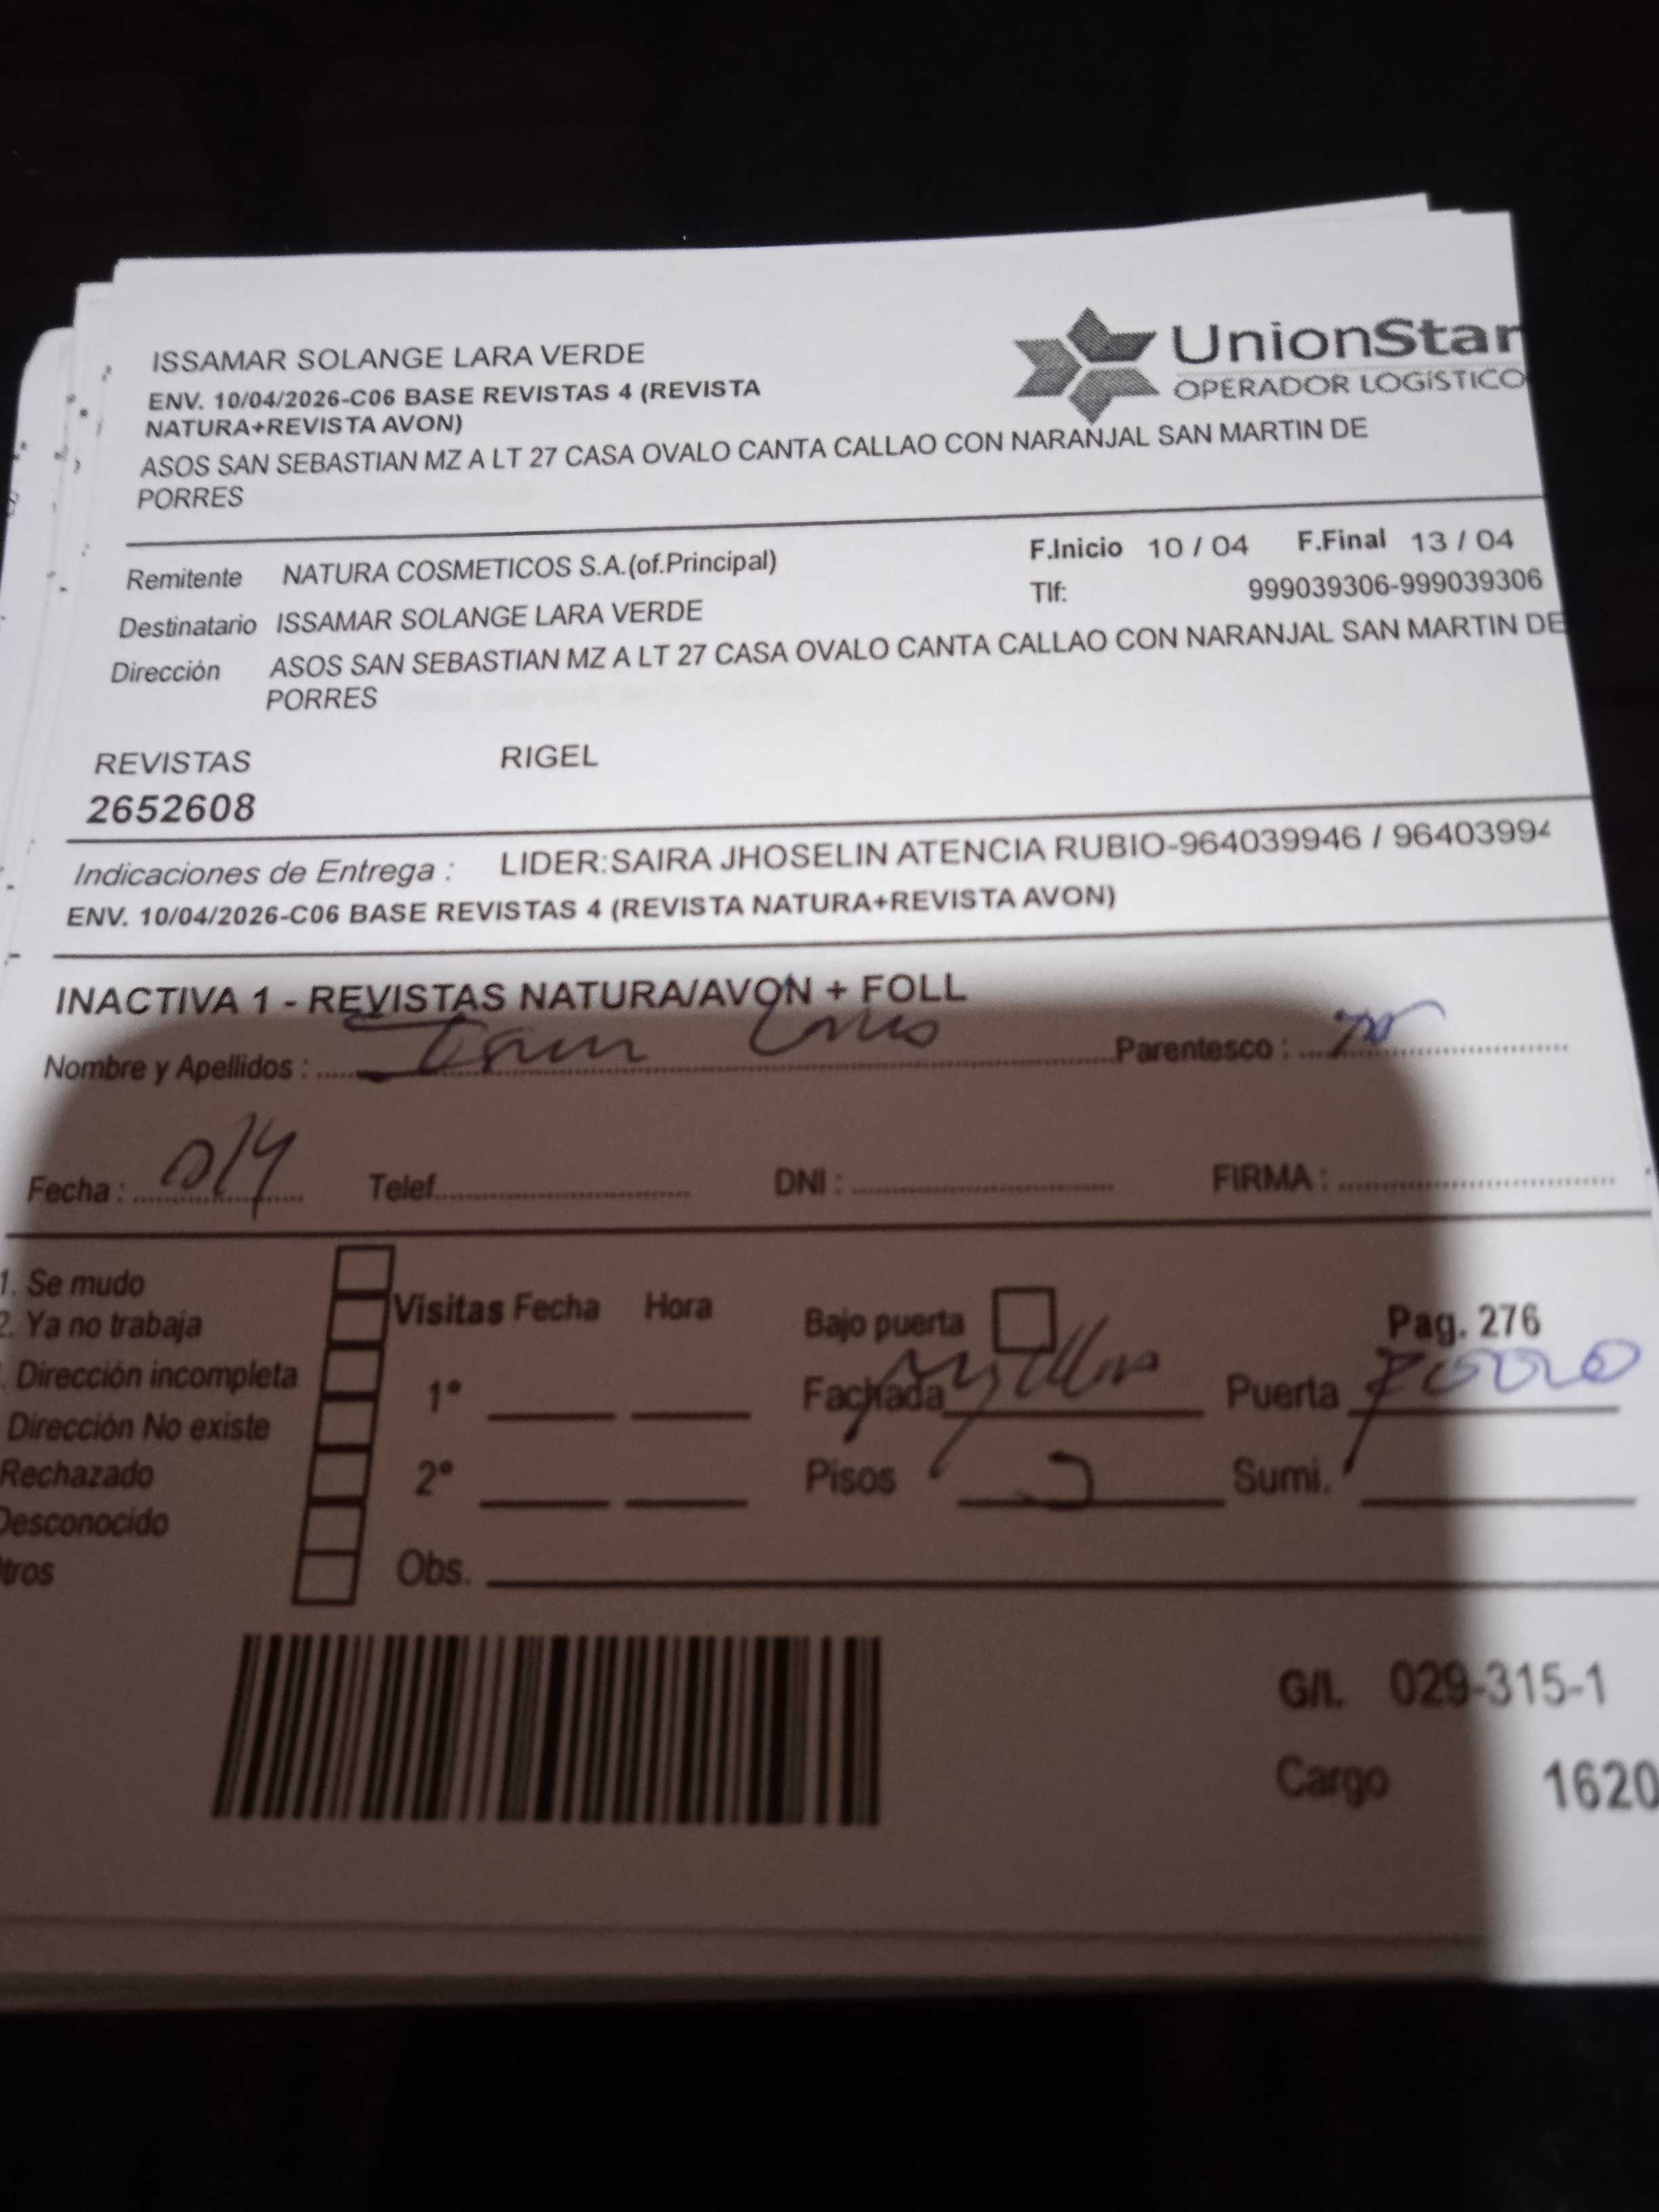 ISSAMAR SOLANGE LARA VERDE
ENV. 10/04/2026-C06 BASE REVISTAS 4 (REVISTA
NATURA+REVISTA AVON)
UnionStar
OPERADOR LOGÍSTICO
ASOS SAN SEBASTIAN MZ A LT 27 CASA OVALO CANTA CALLAO CON NARANJAL SAN MARTIN DE
PORRES
Remitente NATURA COSMETICOS S.A.(of.Principal) F.Inicio 10 / 04 F.Final 13 / 04
Tlf: 999039306-999039306
Destinatario ISSAMAR SOLANGE LARA VERDE
Dirección ASOS SAN SEBASTIAN MZ A LT 27 CASA OVALO CANTA CALLAO CON NARANJAL SAN MARTIN DE
PORRES
REVISTAS RIGEL
2652608
Indicaciones de Entrega : LIDER:SAIRA JHOSELIN ATENCIA RUBIO-964039946 / 96403994
ENV. 10/04/2026-C06 BASE REVISTAS 4 (REVISTA NATURA+REVISTA AVON)
INACTIVA 1 - REVISTAS NATURA/AVON + FOLL
Nombre y Apellidos : Parentesco :
Fecha : Telef. DNI : FIRMA :
1. Se mudo
2. Ya no trabaja
Dirección incompleta
Dirección No existe
Rechazado
Desconocido
tros
Visitas Fecha Hora
1°
2°
Obs.
Bajo puerta Pag. 276
Fachada Puerta
Pisos Sumi.
G/I. 029-315-1
Cargo 1620